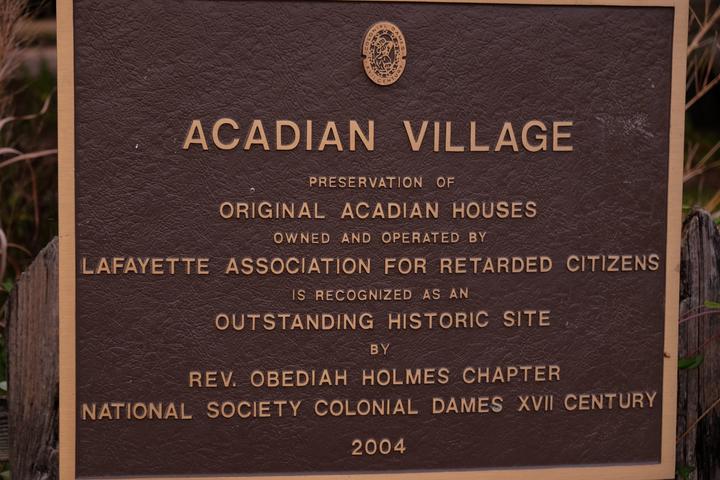 ACADIAN VILLAGE
PRESERVATION OF
ORIGINAL ACADIAN HOUSES
OWNED AND OPERATED BY
LAFAYETTE ASSOCIATION FOR RETARDED CITIZENS
IS RECOGNIZED AS AN
OUTSTANDING HISTORIC SITE
BY
REV. OBEDIAH HOLMES CHAPTER
NATIONAL SOCIETY COLONIAL DAMES XVII CENTURY
2004